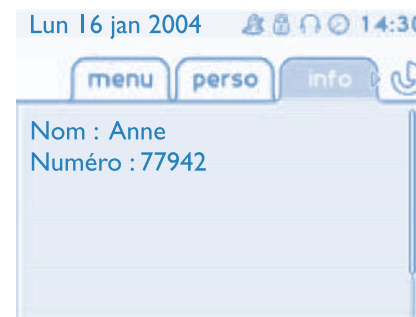 Lun 16 jan 2004 14:30
menu perso info
Nom : Anne
Numéro : 77942